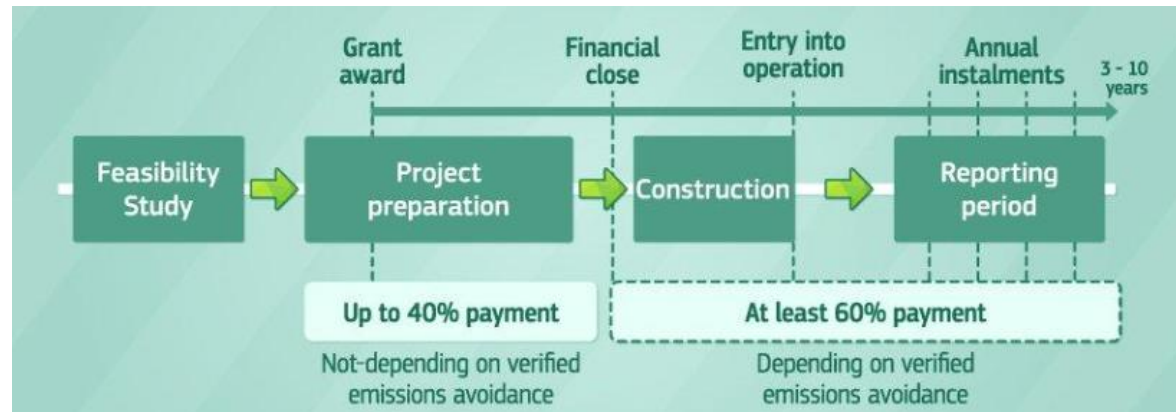 Grant
award
Financial
close
Entry into
operation
Annual
instalments
3 - 10
years
Feasibility
Study
Project
preparation
Construction
Reporting
period
Up to 40% payment
At least 60% payment
Not-depending on verified
emissions avoidance
Depending on verified
emissions avoidance